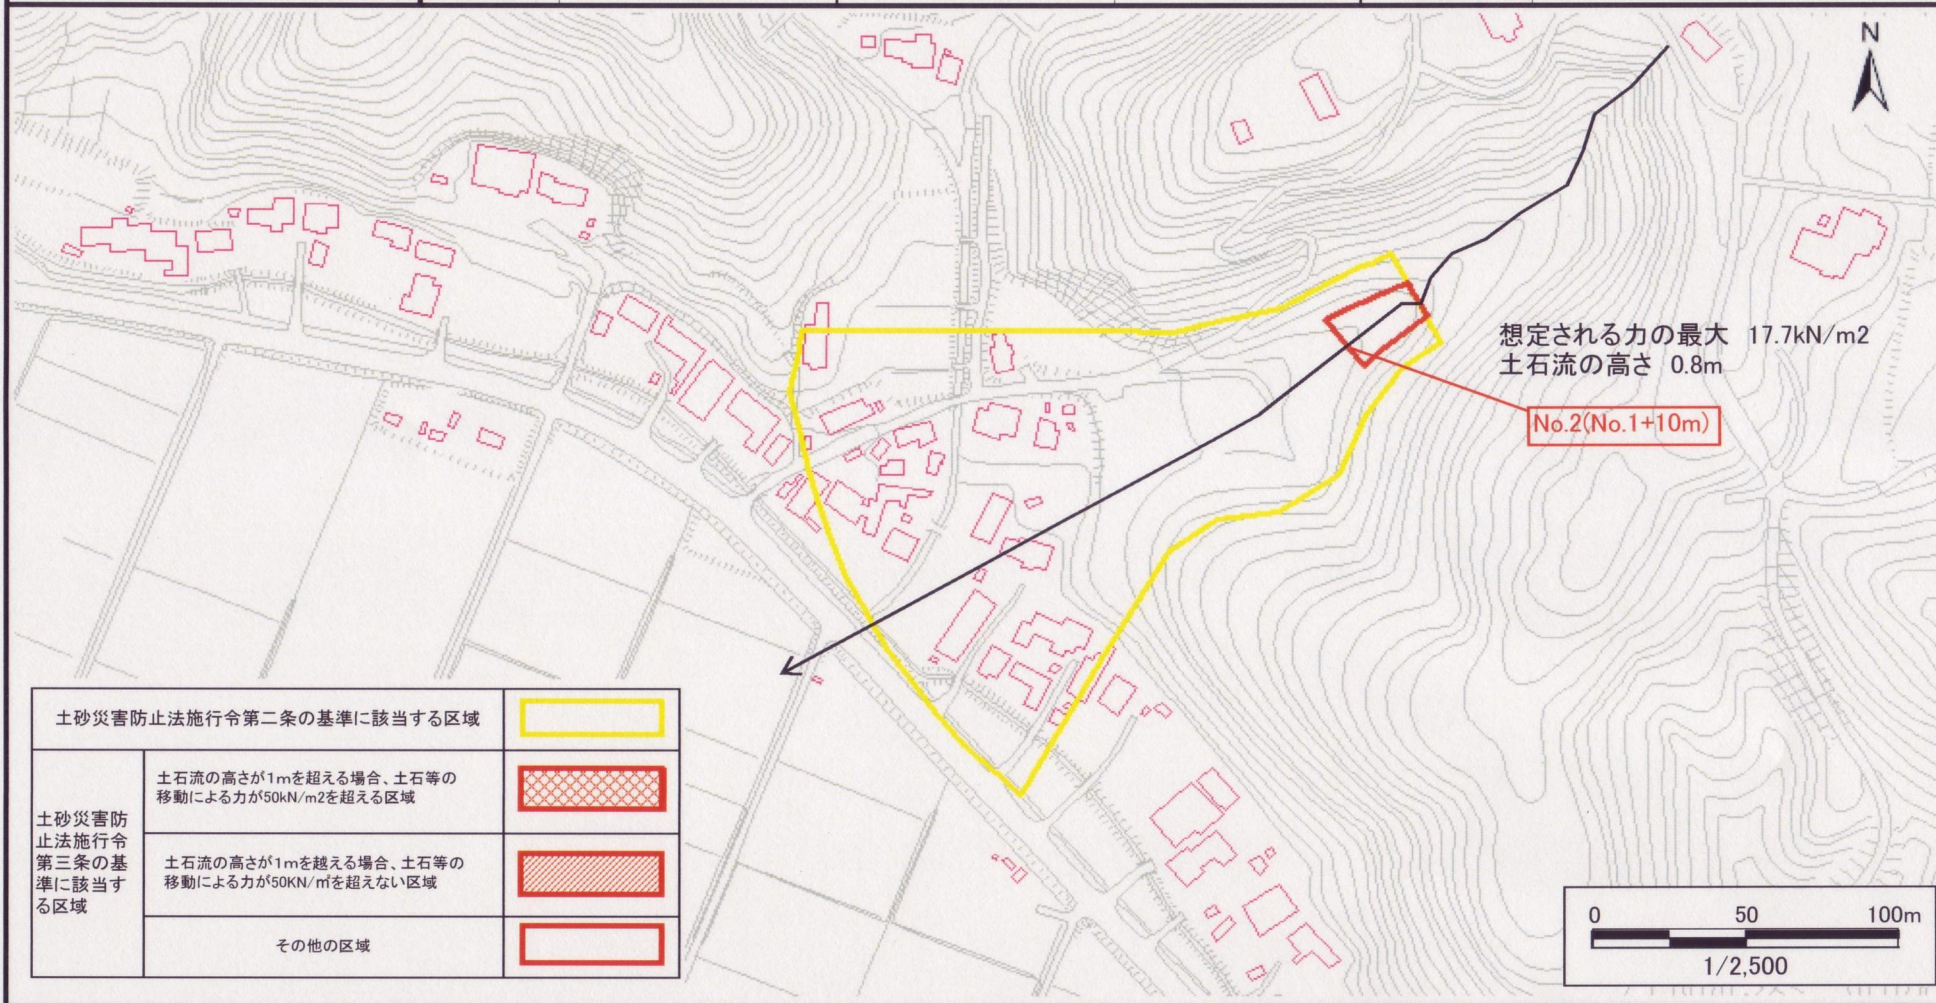 N
想定される力の最大 17.7kN/m2
土石流の高さ 0.8m
No.2(No.1+10m)
土砂災害防止法施行令第二条の基準に該当する区域
土砂災害防
止法施行令
第三条の基
準に該当す
る区域
土石流の高さが1mを超える場合、土石等の
移動による力が50kN/m2を超える区域
土石流の高さが1mを越える場合、土石等の
移動による力が50KN/㎡を超えない区域
その他の区域
0 50 100m
1/2,500